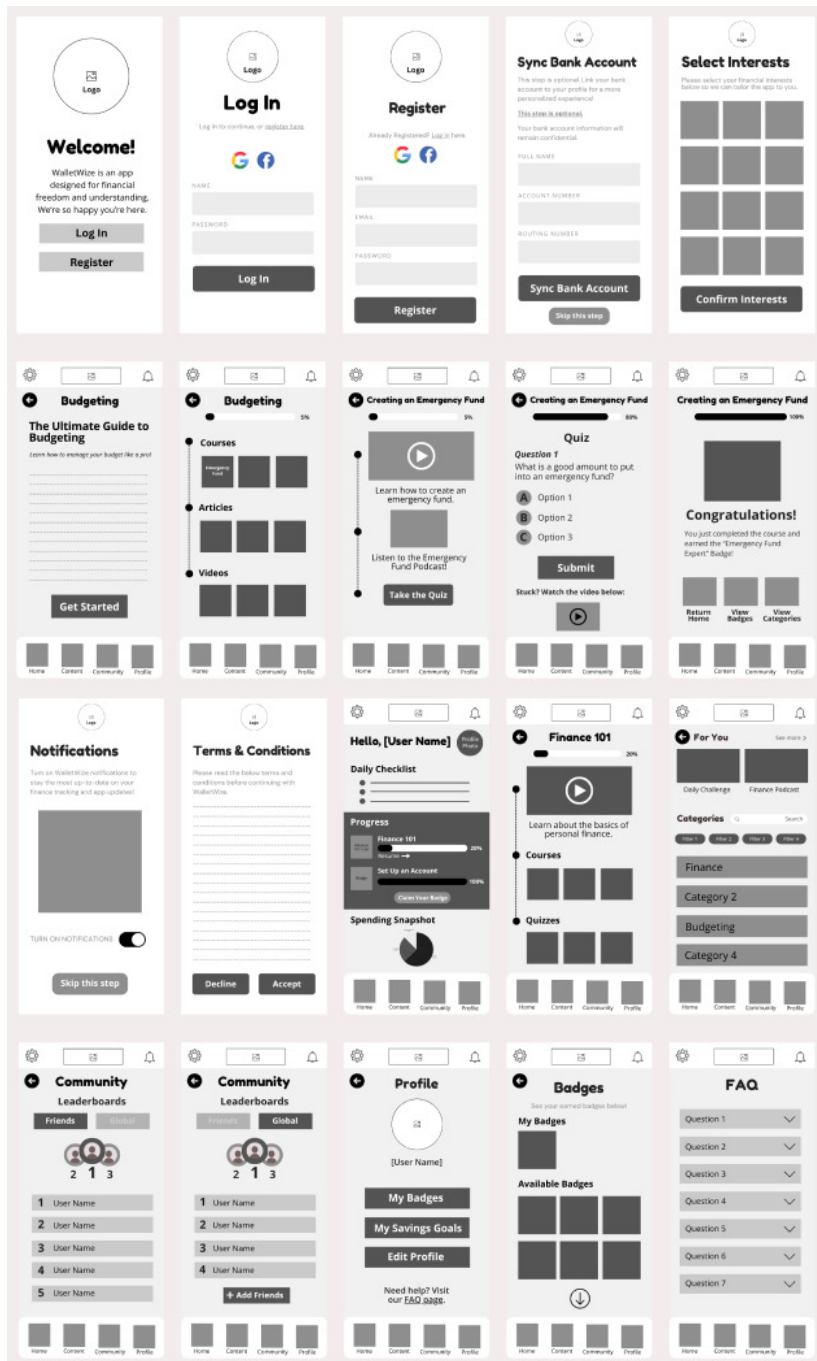 Logo
Welcome!
WalletWize is an app
designed for financial
freedom and understanding.
We're so happy you're here.
Log In
Register
Logo
Log In
Log in to continue, or register here.
NAME
PASSWORD
Log In
Logo
Register
Already Registered? Log in here.
NAME
EMAIL
PASSWORD
Register
Logo
Sync Bank Account
This step is optional. Link your bank
account to your profile for a more
personalized experience!
This step is optional.
Your bank account information will
remain confidential.
FULL NAME
ACCOUNT NUMBER
ROUTING NUMBER
Sync Bank Account
Skip this step
Logo
Select Interests
Please select your financial interests
below so we can tailor the app to you.
Confirm Interests
Budgeting
The Ultimate Guide to
Budgeting
Learn how to manage your budget like a pro!
Get Started
Home Content Community Profile
Budgeting
5%
Courses
Emergency
Fund
Articles
Videos
Home Content Community Profile
Creating an Emergency Fund
5%
Learn how to create an
emergency fund.
Listen to the Emergency
Fund Podcast!
Take the Quiz
Home Content Community Profile
Creating an Emergency Fund
80%
Quiz
Question 1
What is a good amount to put
into an emergency fund?
A Option 1
B Option 2
C Option 3
Submit
Stuck? Watch the video below:
Home Content Community Profile
Creating an Emergency Fund
100%
Congratulations!
You just completed the course and
earned the "Emergency Fund
Expert" Badge!
Return
Home
View
Badges
View
Categories
Home Content Community Profile
Logo
Notifications
Turn on WalletWize notifications to
stay the most up-to-date on your
finance tracking and app updates!
TURN ON NOTIFICATIONS
Skip this step
Logo
Terms & Conditions
Please read the below terms and
conditions before continuing with
WalletWize.
Decline Accept
Hello, [User Name]
Profile
Photo
Daily Checklist
Progress
Finance 101
20%
Resume
Set Up an Account
100%
Claim Your Badge
Spending Snapshot
Home Content Community Profile
Finance 101
20%
Learn about the basics of
personal finance.
Courses
Quizzes
Home Content Community Profile
For You See more >
Daily Challenge Finance Podcast
Categories Search
Filter 1 Filter 2 Filter 3 Filter 4
Finance
Category 2
Budgeting
Category 4
Home Content Community Profile
Community
Leaderboards
Friends Global
2 1 3
1 User Name
2 User Name
3 User Name
4 User Name
5 User Name
Home Content Community Profile
Community
Leaderboards
Friends Global
2 1 3
1 User Name
2 User Name
3 User Name
4 User Name
+ Add Friends
Home Content Community Profile
Profile
[User Name]
My Badges
My Savings Goals
Edit Profile
Need help? Visit
our FAQ page.
Home Content Community Profile
Badges
See your earned badges below!
My Badges
Available Badges
Home Content Community Profile
FAQ
Question 1
Question 2
Question 3
Question 4
Question 5
Question 6
Question 7
Home Content Community Profile